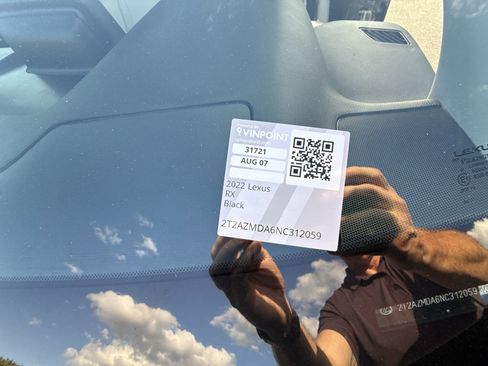 VINPOINT
31721
AUG 07
2022 Lexus
RX
Black
2T2AZMDA6NC312059
LEXUS
2T2AZMDA6NC312059